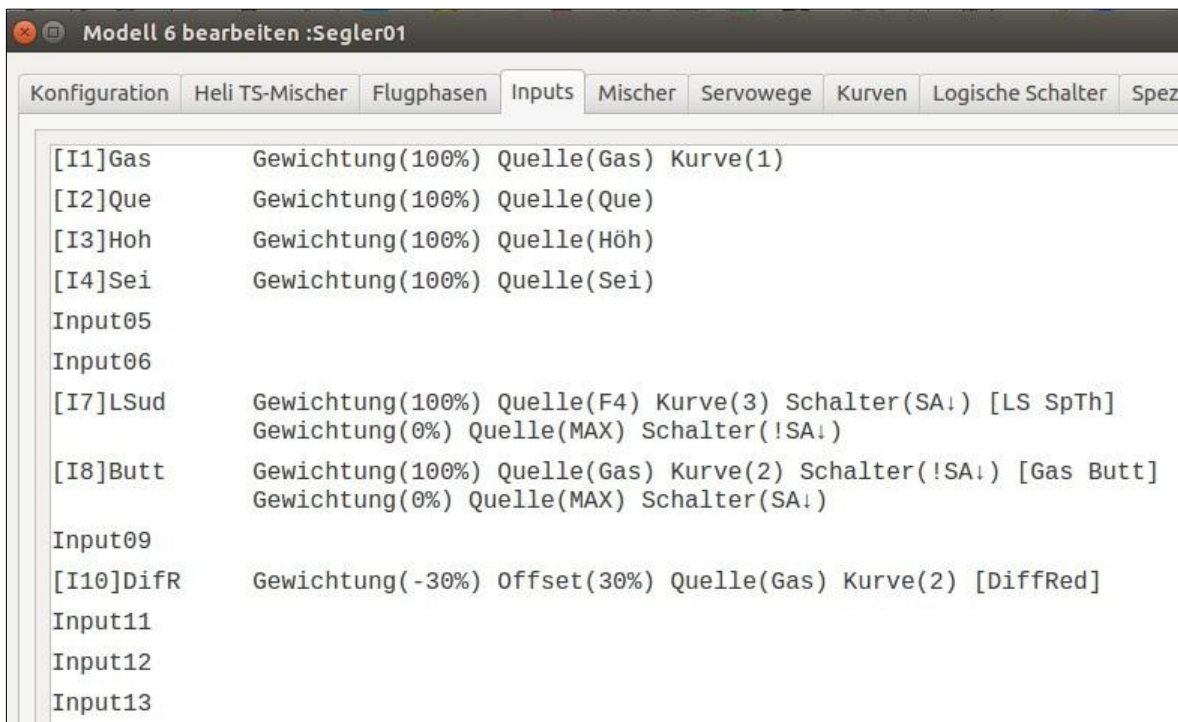 Modell 6 bearbeiten :Segler01
Konfiguration Heli TS-Mischer Flugphasen Inputs Mischer Servowege Kurven Logische Schalter Spez
[I1]Gas Gewichtung(100%) Quelle(Gas) Kurve(1)
[I2]Que Gewichtung(100%) Quelle(Que)
[I3]Hoh Gewichtung(100%) Quelle(Höh)
[I4]Sei Gewichtung(100%) Quelle(Sei)
Input05
Input06
[I7]LSud Gewichtung(100%) Quelle(F4) Kurve(3) Schalter(SA↓) [LS SpTh]
Gewichtung(0%) Quelle(MAX) Schalter(!SA↓)
[I8]Butt Gewichtung(100%) Quelle(Gas) Kurve(2) Schalter(!SA↓) [Gas Butt]
Gewichtung(0%) Quelle(MAX) Schalter(SA↓)
Input09
[I10]DifR Gewichtung(-30%) Offset(30%) Quelle(Gas) Kurve(2) [DiffRed]
Input11
Input12
Input13